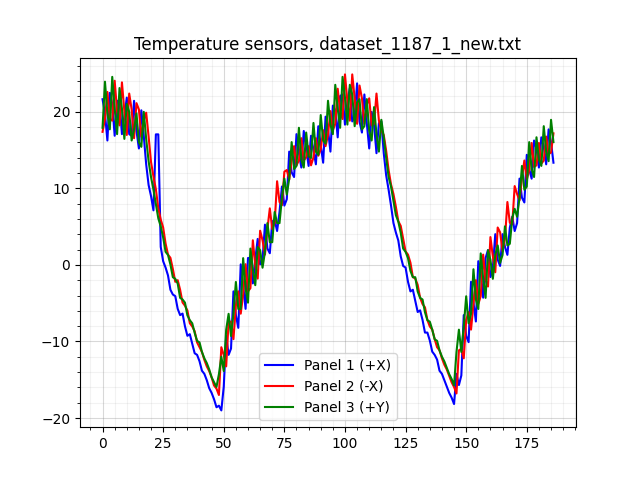 Temperature sensors, dataset_1187_1_new.txt
20
10
0
−10
−20
Panel 1 (+X)
Panel 2 (-X)
Panel 3 (+Y)
0 25 50 75 100 125 150 175